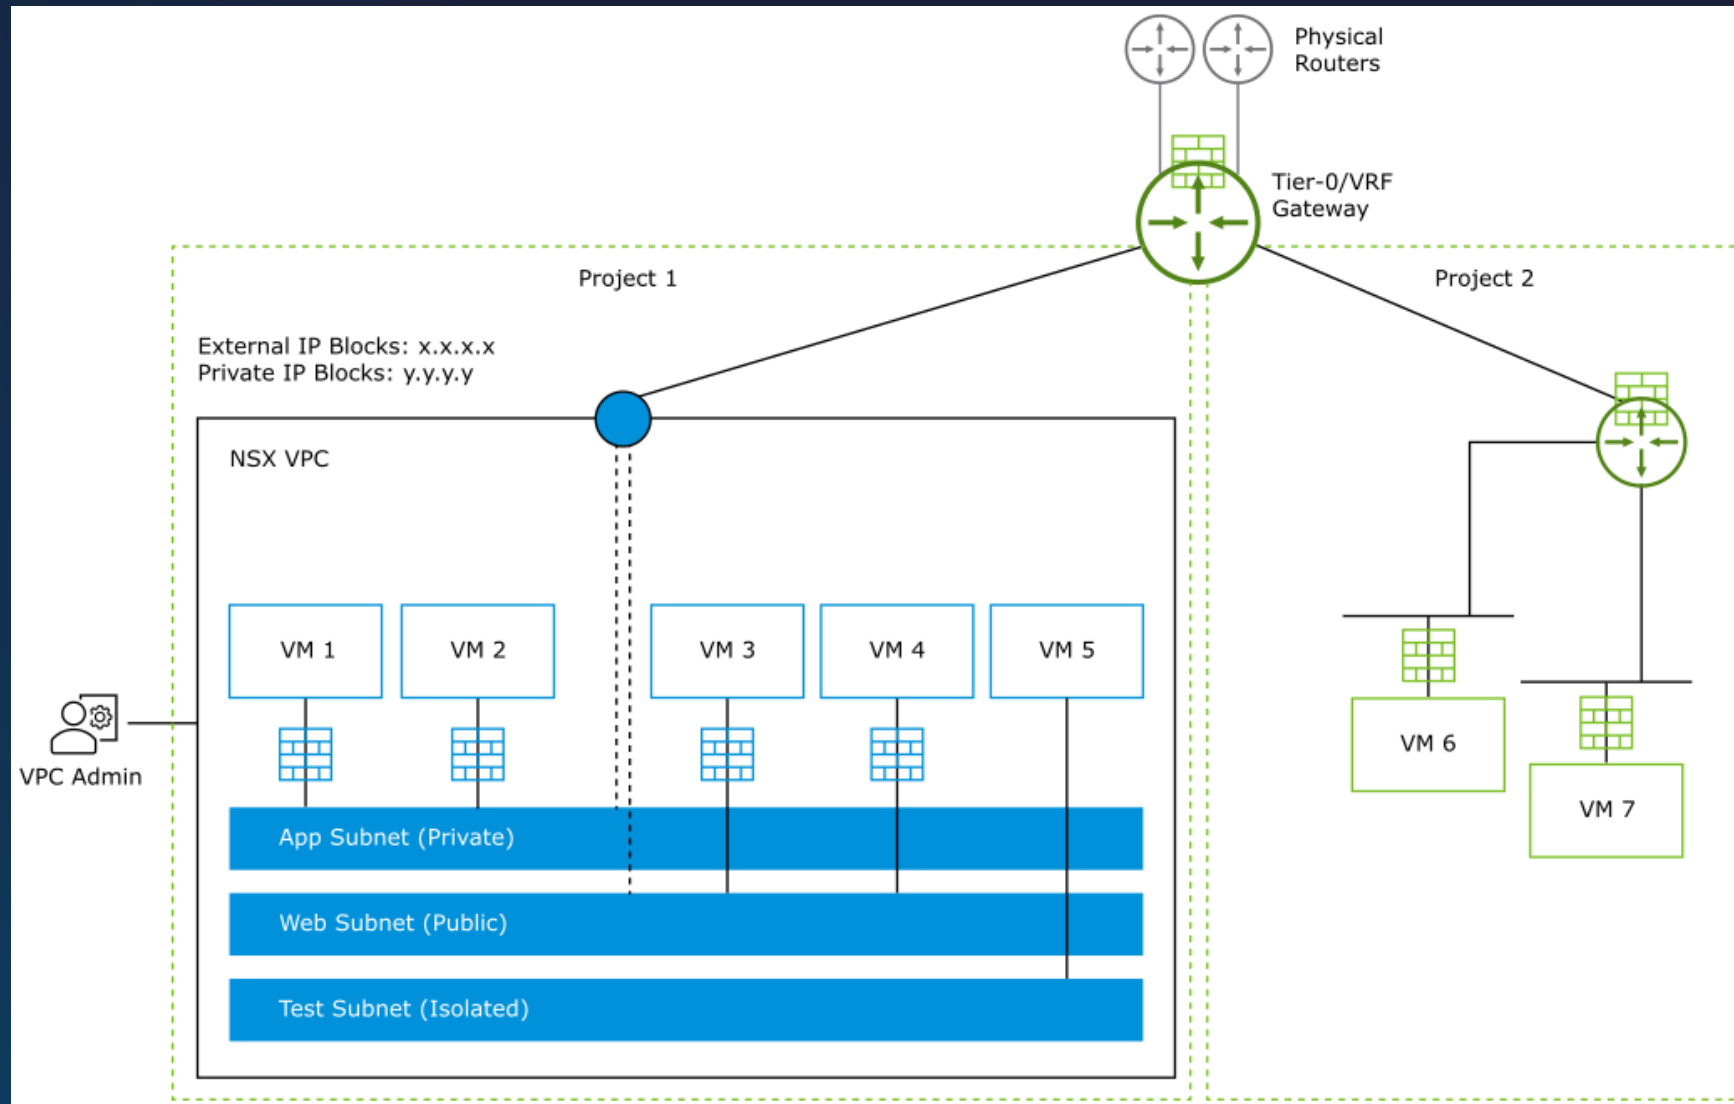 Physical
Routers
Tier-0/VRF
Gateway
Project 1
Project 2
External IP Blocks: x.x.x.x
Private IP Blocks: y.y.y.y
NSX VPC
VM 1
VM 2
VM 3
VM 4
VM 5
VPC Admin
VM 6
VM 7
App Subnet (Private)
Web Subnet (Public)
Test Subnet (Isolated)